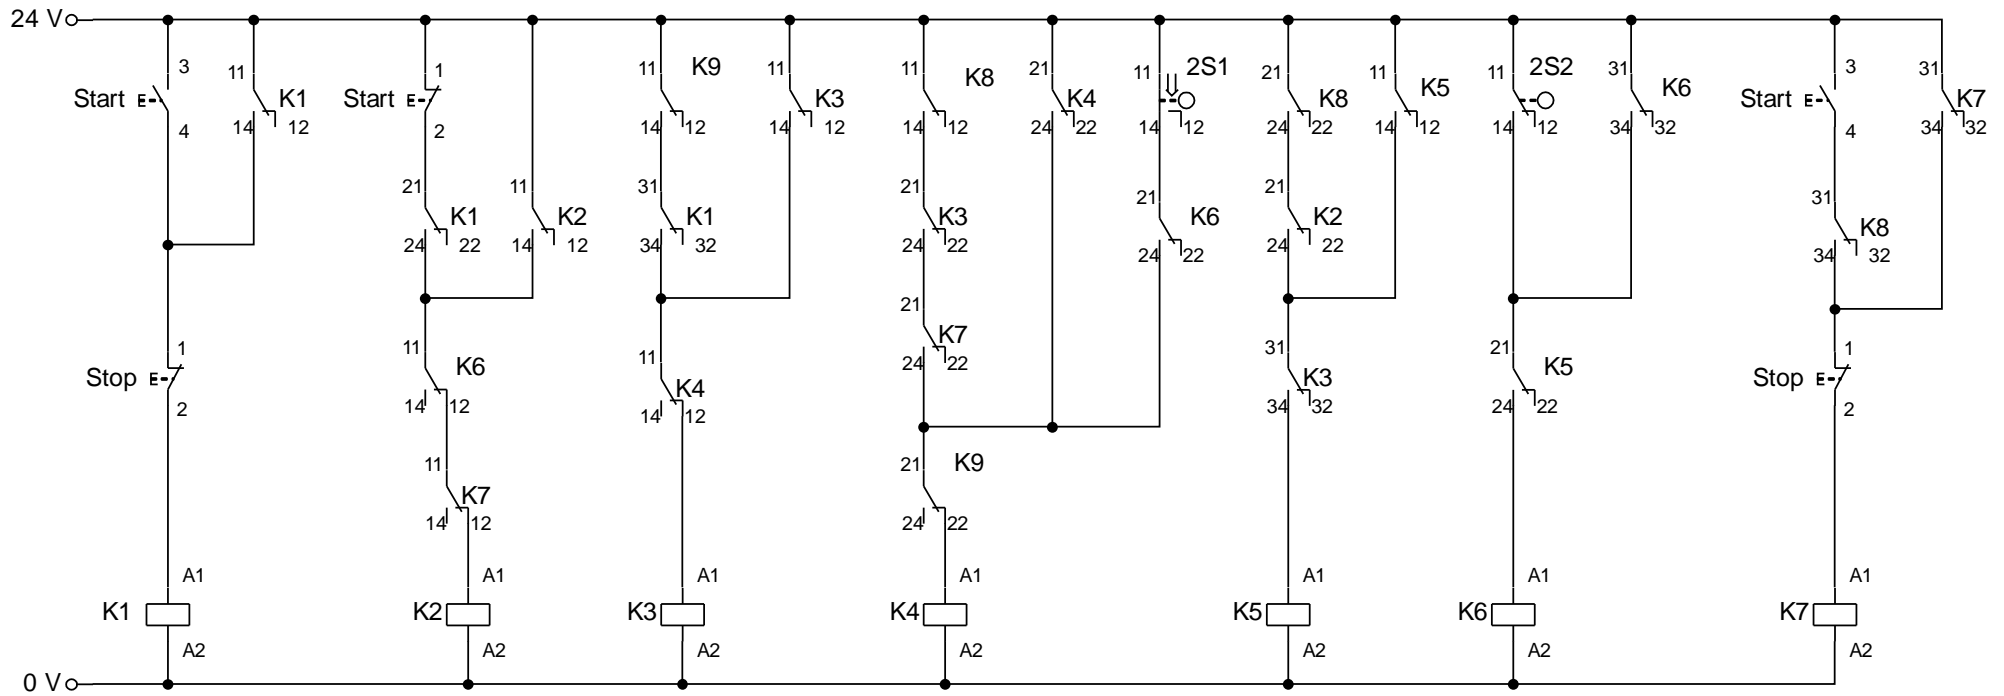 24 V
3 11 1 11 K9 11 11 K8 21 11 2S1 21 11 11 2S2 31 3 31
Start K1 Start K3 K4 K8 K5 K6 Start K7
4 14 12 2 14 12 14 12 14 12 24 22 14 12 24 22 14 12 14 12 34 32 4 34 32
21 11 31 21 21 21 31
K1 K2 K1 K3 K6 K2 K8
24 22 14 12 34 32 24 22 24 22 24 22 34 32
21
1 11 11 K7 31 21 1
Stop K6 K4 24 22 K3 K5 Stop
2 14 12 14 12 34 32 24 22 2
11 21 K9
K7
14 12 24 22
A1 A1 A1 A1 A1 A1 A1
K1 K2 K3 K4 K5 K6 K7
A2 A2 A2 A2 A2 A2 A2
0 V